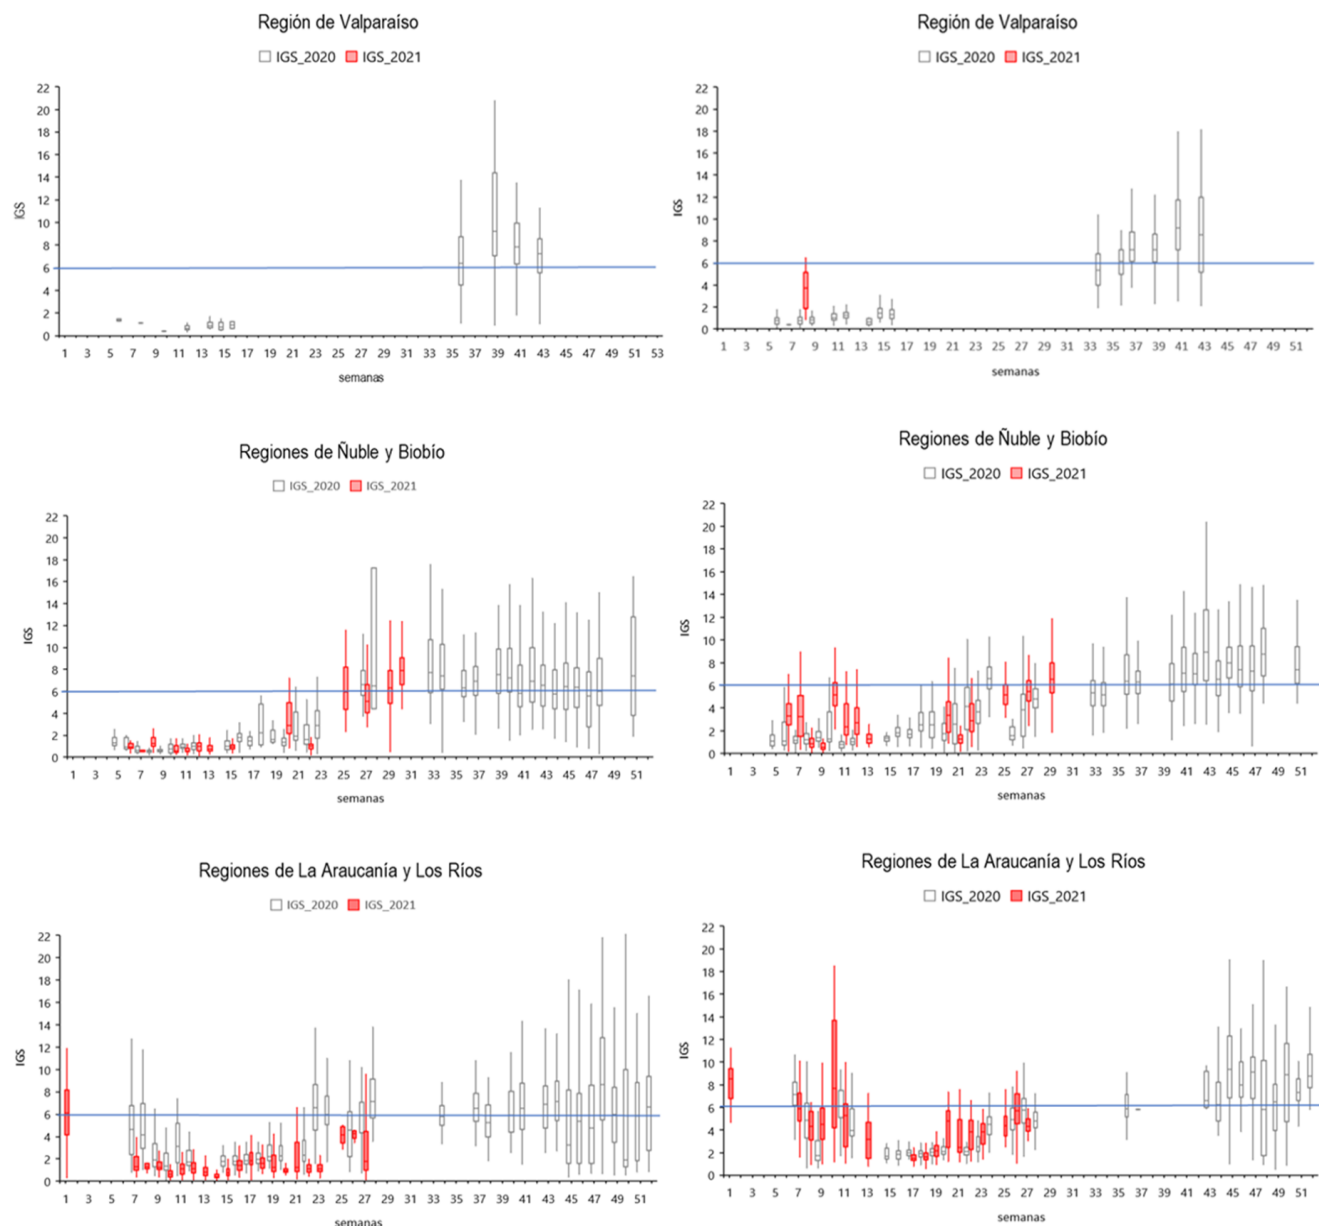 Región de Valparaíso
IGS_2020 IGS_2021
22
20
18
16
14
12
10
8
6
4
2
0
IGS
1 3 5 7 9 11 13 15 17 19 21 23 25 27 29 31 33 35 37 39 41 43 45 47 49 51 53
semanas
Región de Valparaíso
IGS_2020 IGS_2021
22
20
18
16
14
12
10
8
6
4
2
0
IGS
1 3 5 7 9 11 13 15 17 19 21 23 25 27 29 31 33 35 37 39 41 43 45 47 49 51
semanas
Regiones de Ñuble y Biobío
IGS_2020 IGS_2021
22
20
18
16
14
12
10
8
6
4
2
0
IGS
1 3 5 7 9 11 13 15 17 19 21 23 25 27 29 31 33 35 37 39 41 43 45 47 49 51
semanas
Regiones de Ñuble y Biobío
IGS_2020 IGS_2021
22
20
18
16
14
12
10
8
6
4
2
0
IGS
1 3 5 7 9 11 13 15 17 19 21 23 25 27 29 31 33 35 37 39 41 43 45 47 49 51
semanas
Regiones de La Araucanía y Los Ríos
IGS_2020 IGS_2021
22
20
18
16
14
12
10
8
6
4
2
0
IGS
1 3 5 7 9 11 13 15 17 19 21 23 25 27 29 31 33 35 37 39 41 43 45 47 49 51
semanas
Regiones de La Araucanía y Los Ríos
IGS_2020 IGS_2021
22
20
18
16
14
12
10
8
6
4
2
0
IGS
1 3 5 7 9 11 13 15 17 19 21 23 25 27 29 31 33 35 37 39 41 43 45 47 49 51
semanas